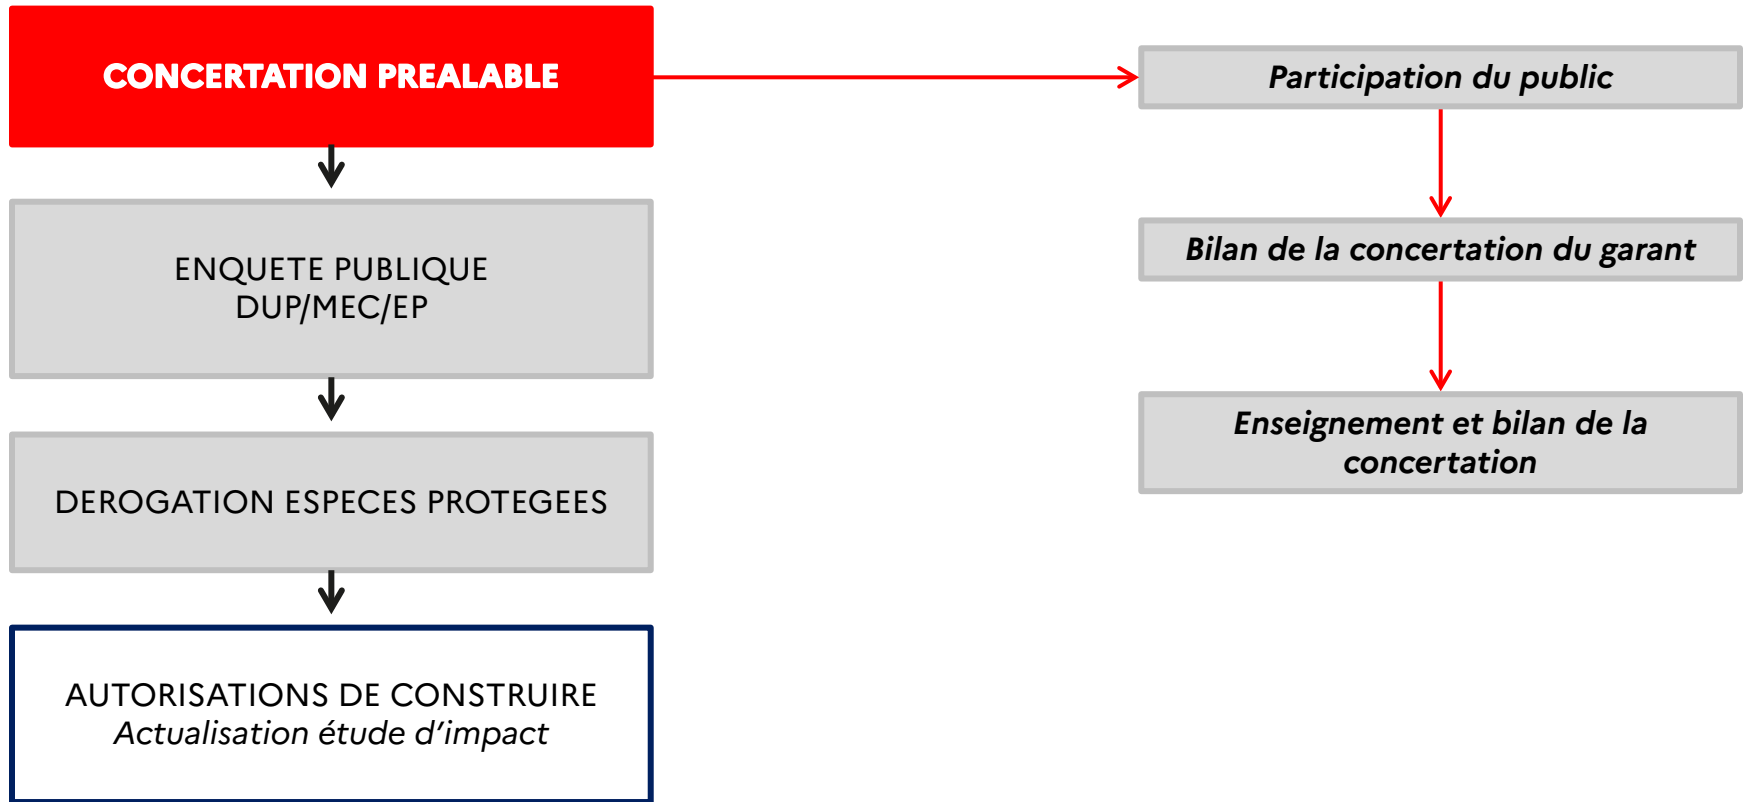 CONCERTATION PREALABLE
ENQUETE PUBLIQUE
DUP/MEC/EP
DEROGATION ESPECES PROTEGEES
AUTORISATIONS DE CONSTRUIRE
Actualisation étude d’impact
Participation du public
Bilan de la concertation du garant
Enseignement et bilan de la
concertation